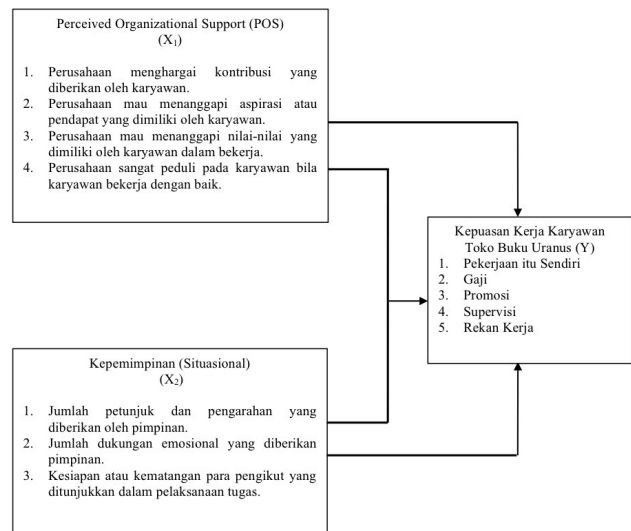 Perceived Organizational Support (POS)
(X₁)
1. Perusahaan menghargai kontribusi yang
diberikan oleh karyawan.
2. Perusahaan mau menanggapi aspirasi atau
pendapat yang dimiliki oleh karyawan.
3. Perusahaan mau menanggapi nilai-nilai yang
dimiliki oleh karyawan dalam bekerja.
4. Perusahaan sangat peduli pada karyawan bila
karyawan bekerja dengan baik.
Kepuasan Kerja Karyawan
Toko Buku Uranus (Y)
1. Pekerjaan itu Sendiri
2. Gaji
3. Promosi
4. Supervisi
5. Rekan Kerja
Kepemimpinan (Situasional)
(X₂)
1. Jumlah petunjuk dan pengarahan yang
diberikan oleh pimpinan.
2. Jumlah dukungan emosional yang diberikan
pimpinan.
3. Kesiapan atau kematangan para pengikut yang
ditunjukkan dalam pelaksanaan tugas.